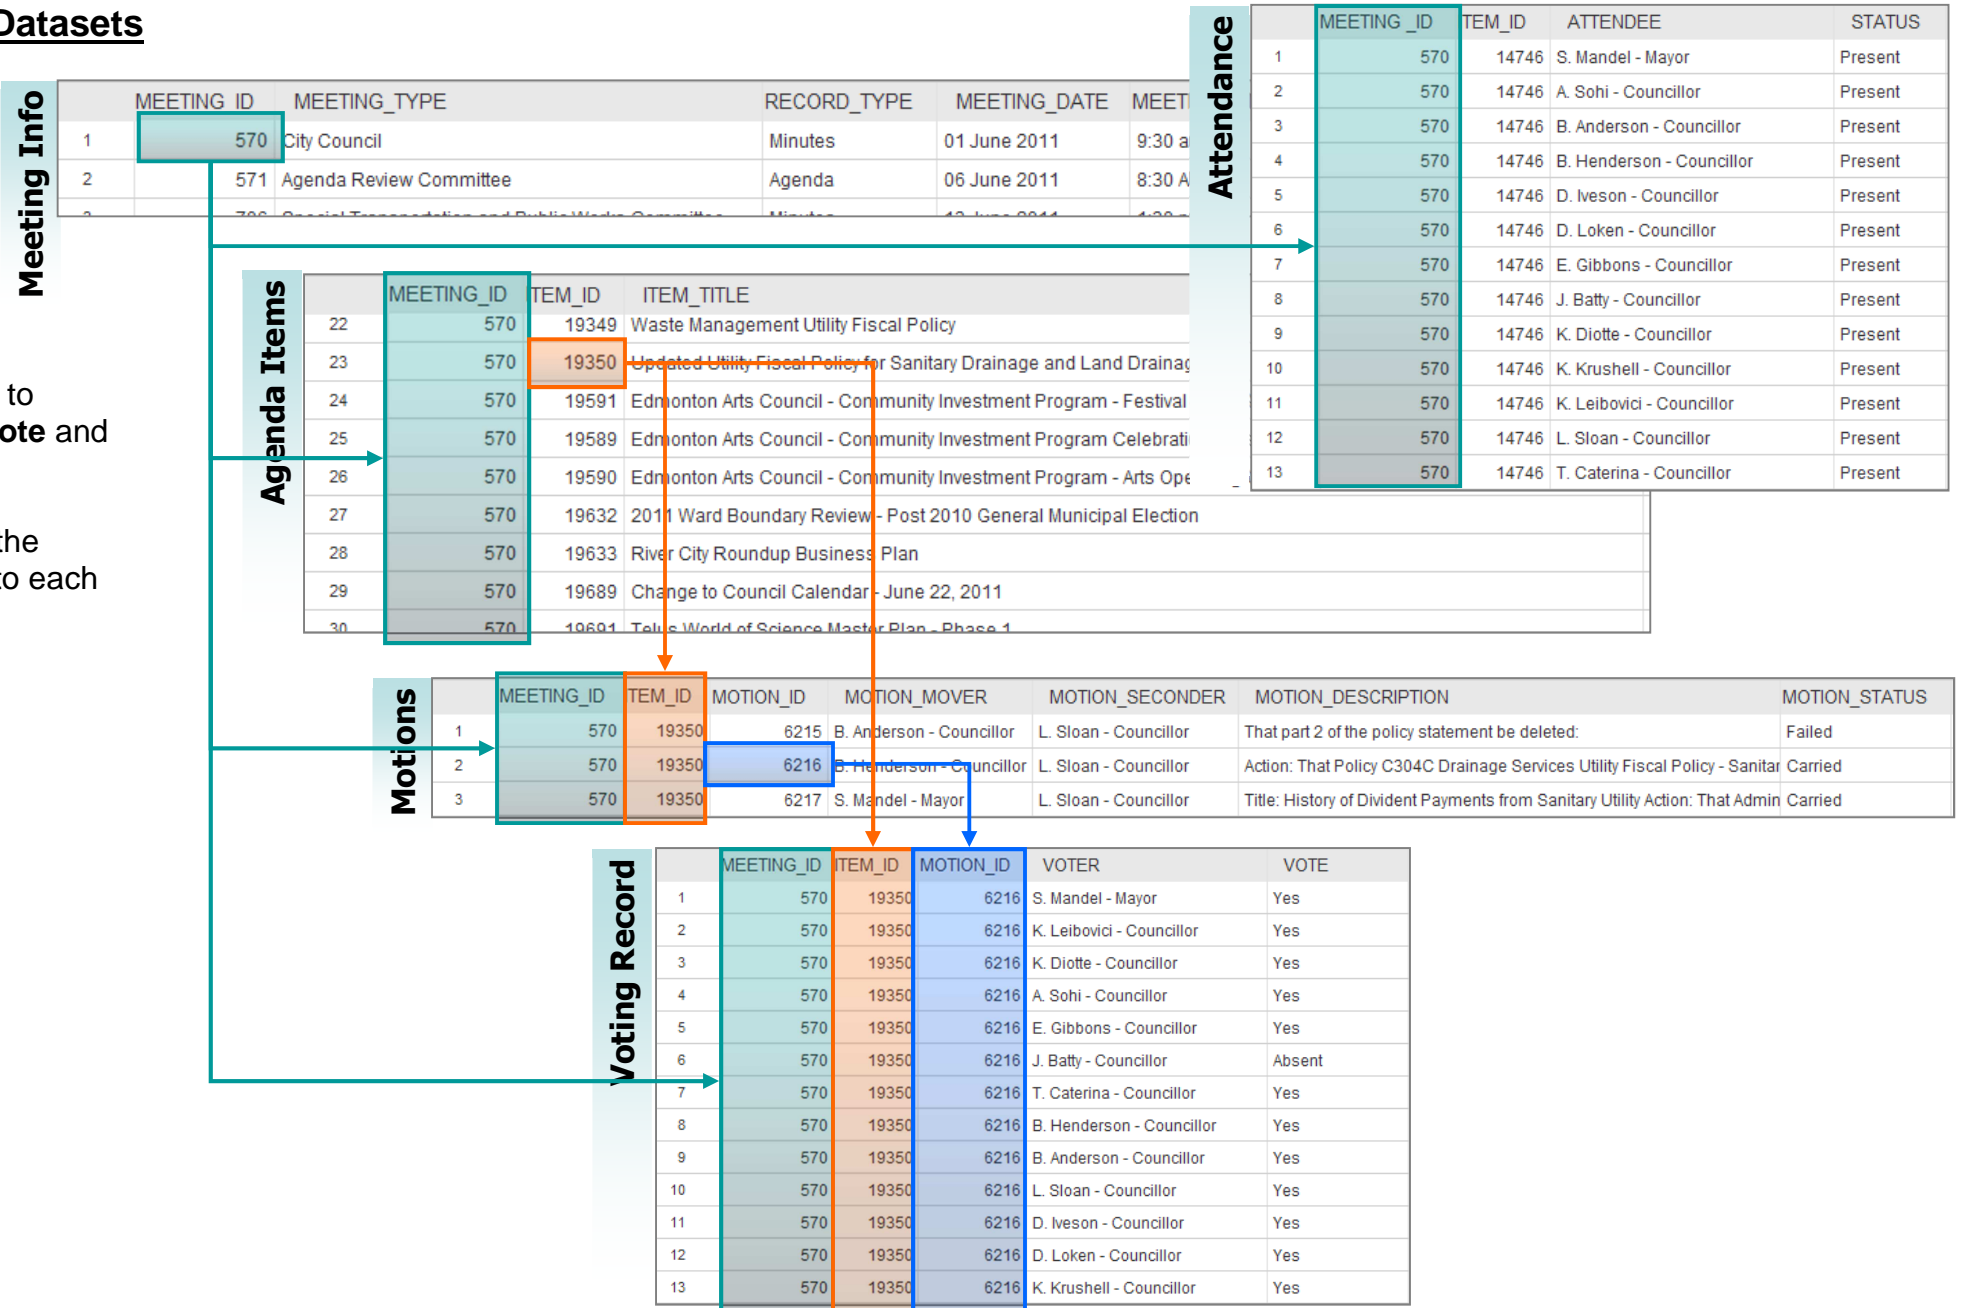 Datasets
Meeting Info
MEETING_ID MEETING_TYPE RECORD_TYPE MEETING_DATE
1 570 City Council Minutes 01 June 2011 9:30
2 571 Agenda Review Committee Agenda 06 June 2011 8:30
Attendance
MEETING _ID TEM_ID ATTENDEE STATUS
1 570 14746 S. Mandel - Mayor Present
2 570 14746 A. Sohi - Councillor Present
3 570 14746 B. Anderson - Councillor Present
4 570 14746 B. Henderson - Councillor Present
5 570 14746 D. Iveson - Councillor Present
6 570 14746 D. Loken - Councillor Present
7 570 14746 E. Gibbons - Councillor Present
8 570 14746 J. Batty - Councillor Present
9 570 14746 K. Diotte - Councillor Present
10 570 14746 K. Krushell - Councillor Present
11 570 14746 K. Leibovici - Councillor Present
12 570 14746 L. Sloan - Councillor Present
13 570 14746 T. Caterina - Councillor Present
to
ote and
the
to each
Agenda Items
MEETING_ID TEM_ID ITEM_TITLE
22 570 19349 Waste Management Utility Fiscal Policy
23 570 19350 Updated Utility Fiscal Policy for Sanitary Drainage and Land Drainag
24 570 19591 Edmonton Arts Council - Community Investment Program - Festival
25 570 19589 Edmonton Arts Council - Community Investment Program Celebrati
26 570 19590 Edmonton Arts Council - Community Investment Program - Arts Ope
27 570 19632 2011 Ward Boundary Review - Post 2010 General Municipal Election
28 570 19633 River City Roundup Business Plan
29 570 19689 Change to Council Calendar - June 22, 2011
30 570 19691 Telus World of Science Master Plan - Phase 1
Motions
MEETING_ID TEM_ID MOTION_ID MOTION_MOVER MOTION_SECONDER MOTION_DESCRIPTION MOTION_STATUS
1 570 19350 6215 B. Anderson - Councillor L. Sloan - Councillor That part 2 of the policy statement be deleted: Failed
2 570 19350 6216 B. Henderson - Councillor L. Sloan - Councillor Action: That Policy C304C Drainage Services Utility Fiscal Policy - Sanitar Carried
3 570 19350 6217 S. Mandel - Mayor L. Sloan - Councillor Title: History of Divident Payments from Sanitary Utility Action: That Admin Carried
Voting Record
MEETING_ID ITEM_ID MOTION_ID VOTER VOTE
1 570 19350 6216 S. Mandel - Mayor Yes
2 570 19350 6216 K. Leibovici - Councillor Yes
3 570 19350 6216 K. Diotte - Councillor Yes
4 570 19350 6216 A. Sohi - Councillor Yes
5 570 19350 6216 E. Gibbons - Councillor Yes
6 570 19350 6216 J. Batty - Councillor Absent
7 570 19350 6216 T. Caterina - Councillor Yes
8 570 19350 6216 B. Henderson - Councillor Yes
9 570 19350 6216 B. Anderson - Councillor Yes
10 570 19350 6216 L. Sloan - Councillor Yes
11 570 19350 6216 D. Iveson - Councillor Yes
12 570 19350 6216 D. Loken - Councillor Yes
13 570 19350 6216 K. Krushell - Councillor Yes